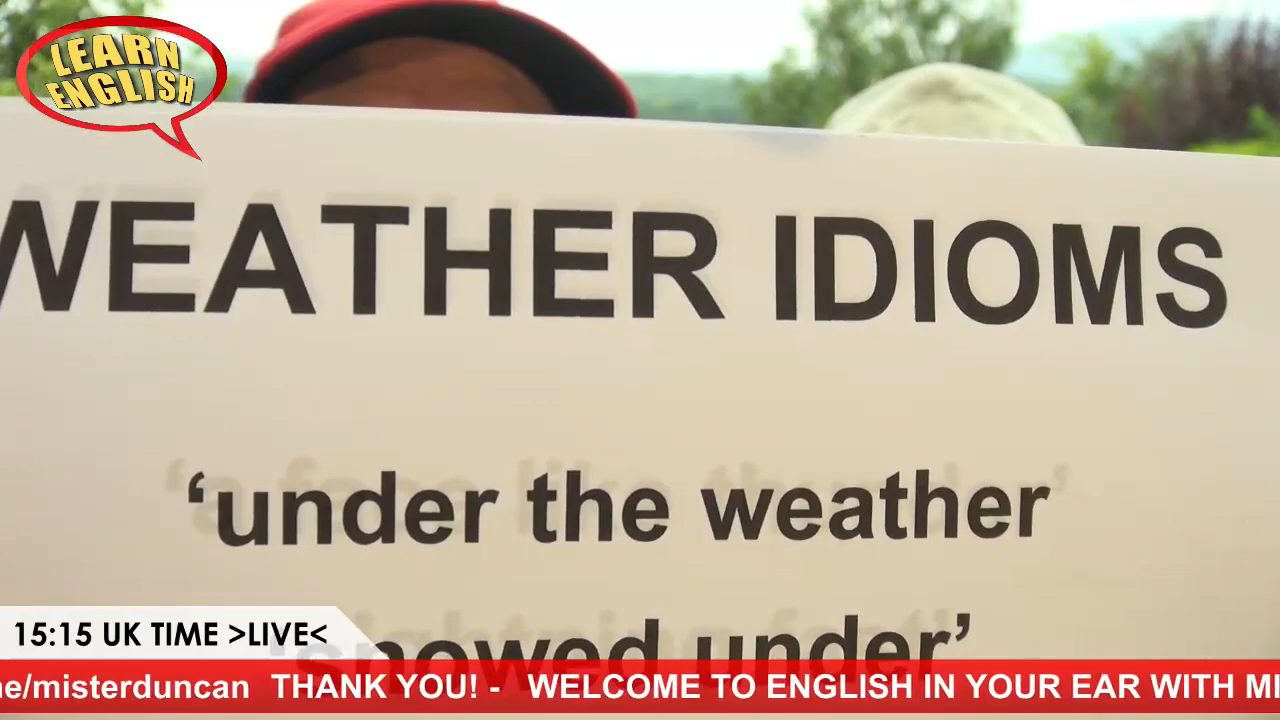 LEARN
ENGLISH
WEATHER IDIOMS
‘under the weather’
‘snowed under’
15:15 UK TIME >LIVE<
me/misterduncan THANK YOU! - WELCOME TO ENGLISH IN YOUR EAR WITH MI